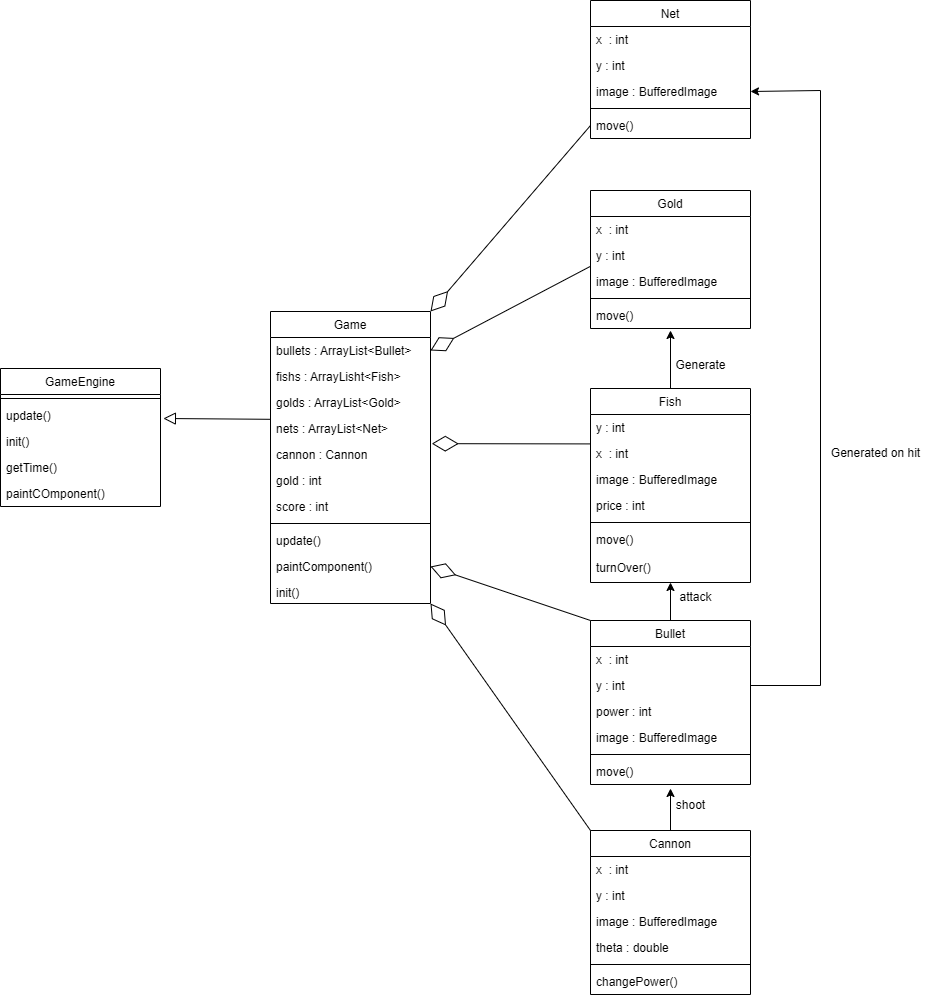 Net
x : int
y : int
image : BufferedImage
move()
Gold
x : int
y : int
image : BufferedImage
move()
Generate
Game
bullets : ArrayList<Bullet>
fishs : ArrayLisht<Fish>
golds : ArrayList<Gold>
nets : ArrayList<Net>
cannon : Cannon
gold : int
score : int
update()
paintComponent()
init()
GameEngine
update()
init()
getTime()
paintCOmponent()
Fish
y : int
x : int
image : BufferedImage
price : int
move()
turnOver()
Generated on hit
attack
Bullet
x : int
y : int
power : int
image : BufferedImage
move()
shoot
Cannon
x : int
y : int
image : BufferedImage
theta : double
changePower()